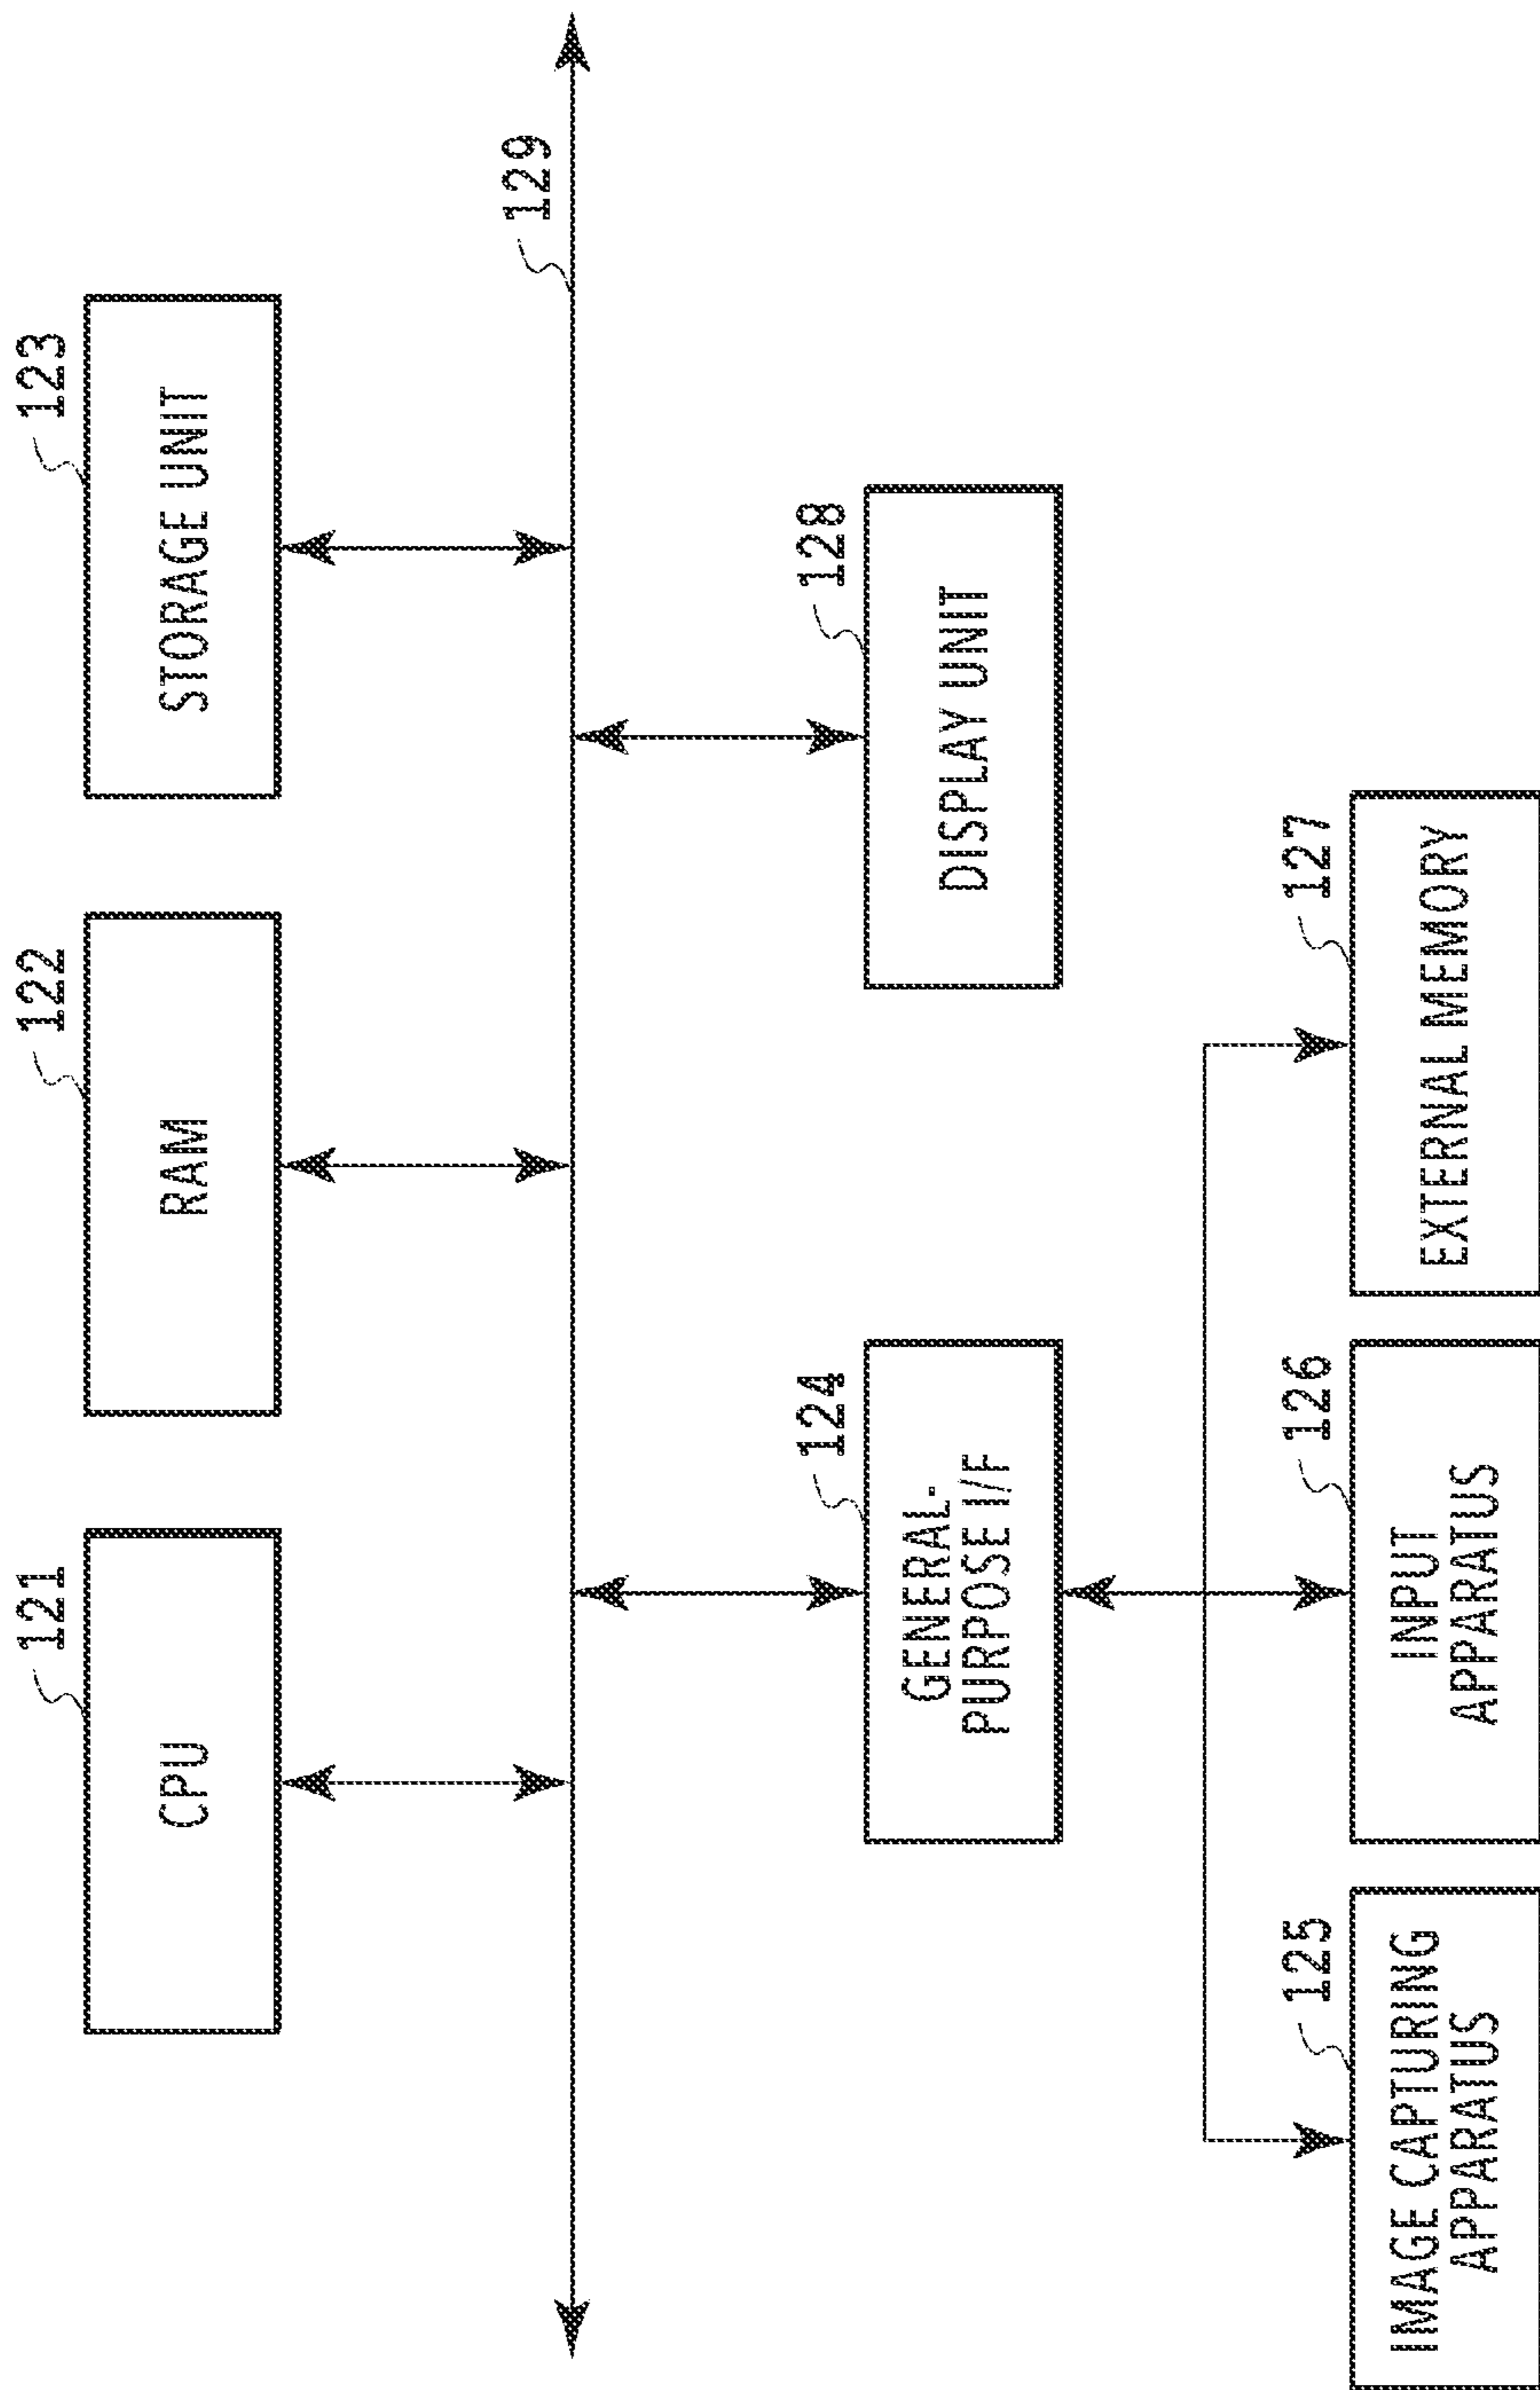 121
CPU
122
RAM
123
STORAGE UNIT
129
124
GENERAL-
PURPOSE I/F
128
DISPLAY UNIT
125
IMAGE CAPTURING
APPARATUS
126
INPUT
APPARATUS
127
EXTERNAL MEMORY